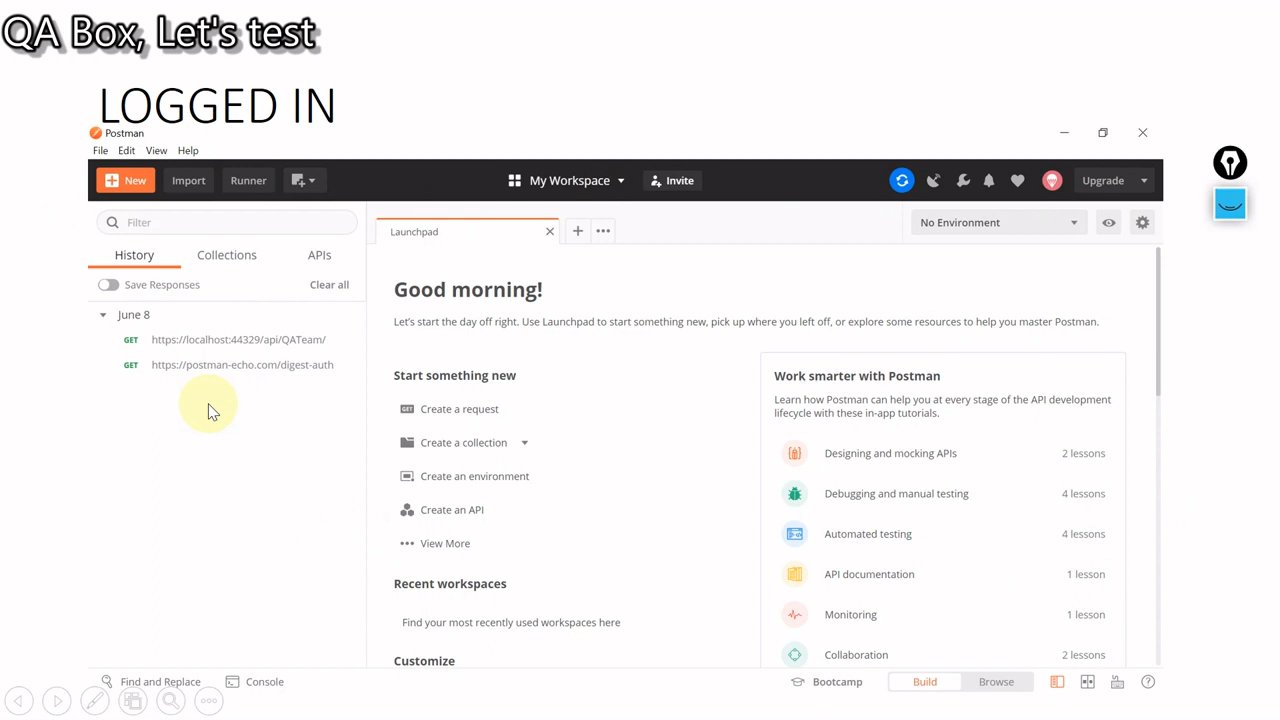 QA Box, Let's test
LOGGED IN
Postman
File Edit View Help
New Import Runner My Workspace Invite Upgrade
Filter
Launchpad
No Environment
History Collections APIs
Save Responses Clear all
June 8
GET https://localhost:44329/api/QATeam/
GET https://postman-echo.com/digest-auth
Good morning!
Let's start the day off right. Use Launchpad to start something new, pick up where you left off, or explore some resources to help you master Postman.
Start something new
GET Create a request
Create a collection
Create an environment
Create an API
View More
Recent workspaces
Find your most recently used workspaces here
Customize
Work smarter with Postman
Learn how Postman can help you at every stage of the API development
lifecycle with these in-app tutorials.
Designing and mocking APIs 2 lessons
Debugging and manual testing 4 lessons
Automated testing 4 lessons
API documentation 1 lesson
Monitoring 1 lesson
Collaboration 2 lessons
Find and Replace Console Bootcamp Build Browse